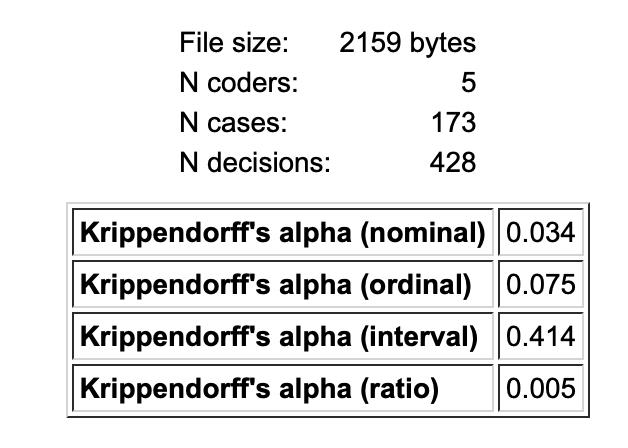 File size: 2159 bytes
N coders: 5
N cases: 173
N decisions: 428
Krippendorff's alpha (nominal) 0.034
Krippendorff's alpha (ordinal) 0.075
Krippendorff's alpha (interval) 0.414
Krippendorff's alpha (ratio) 0.005